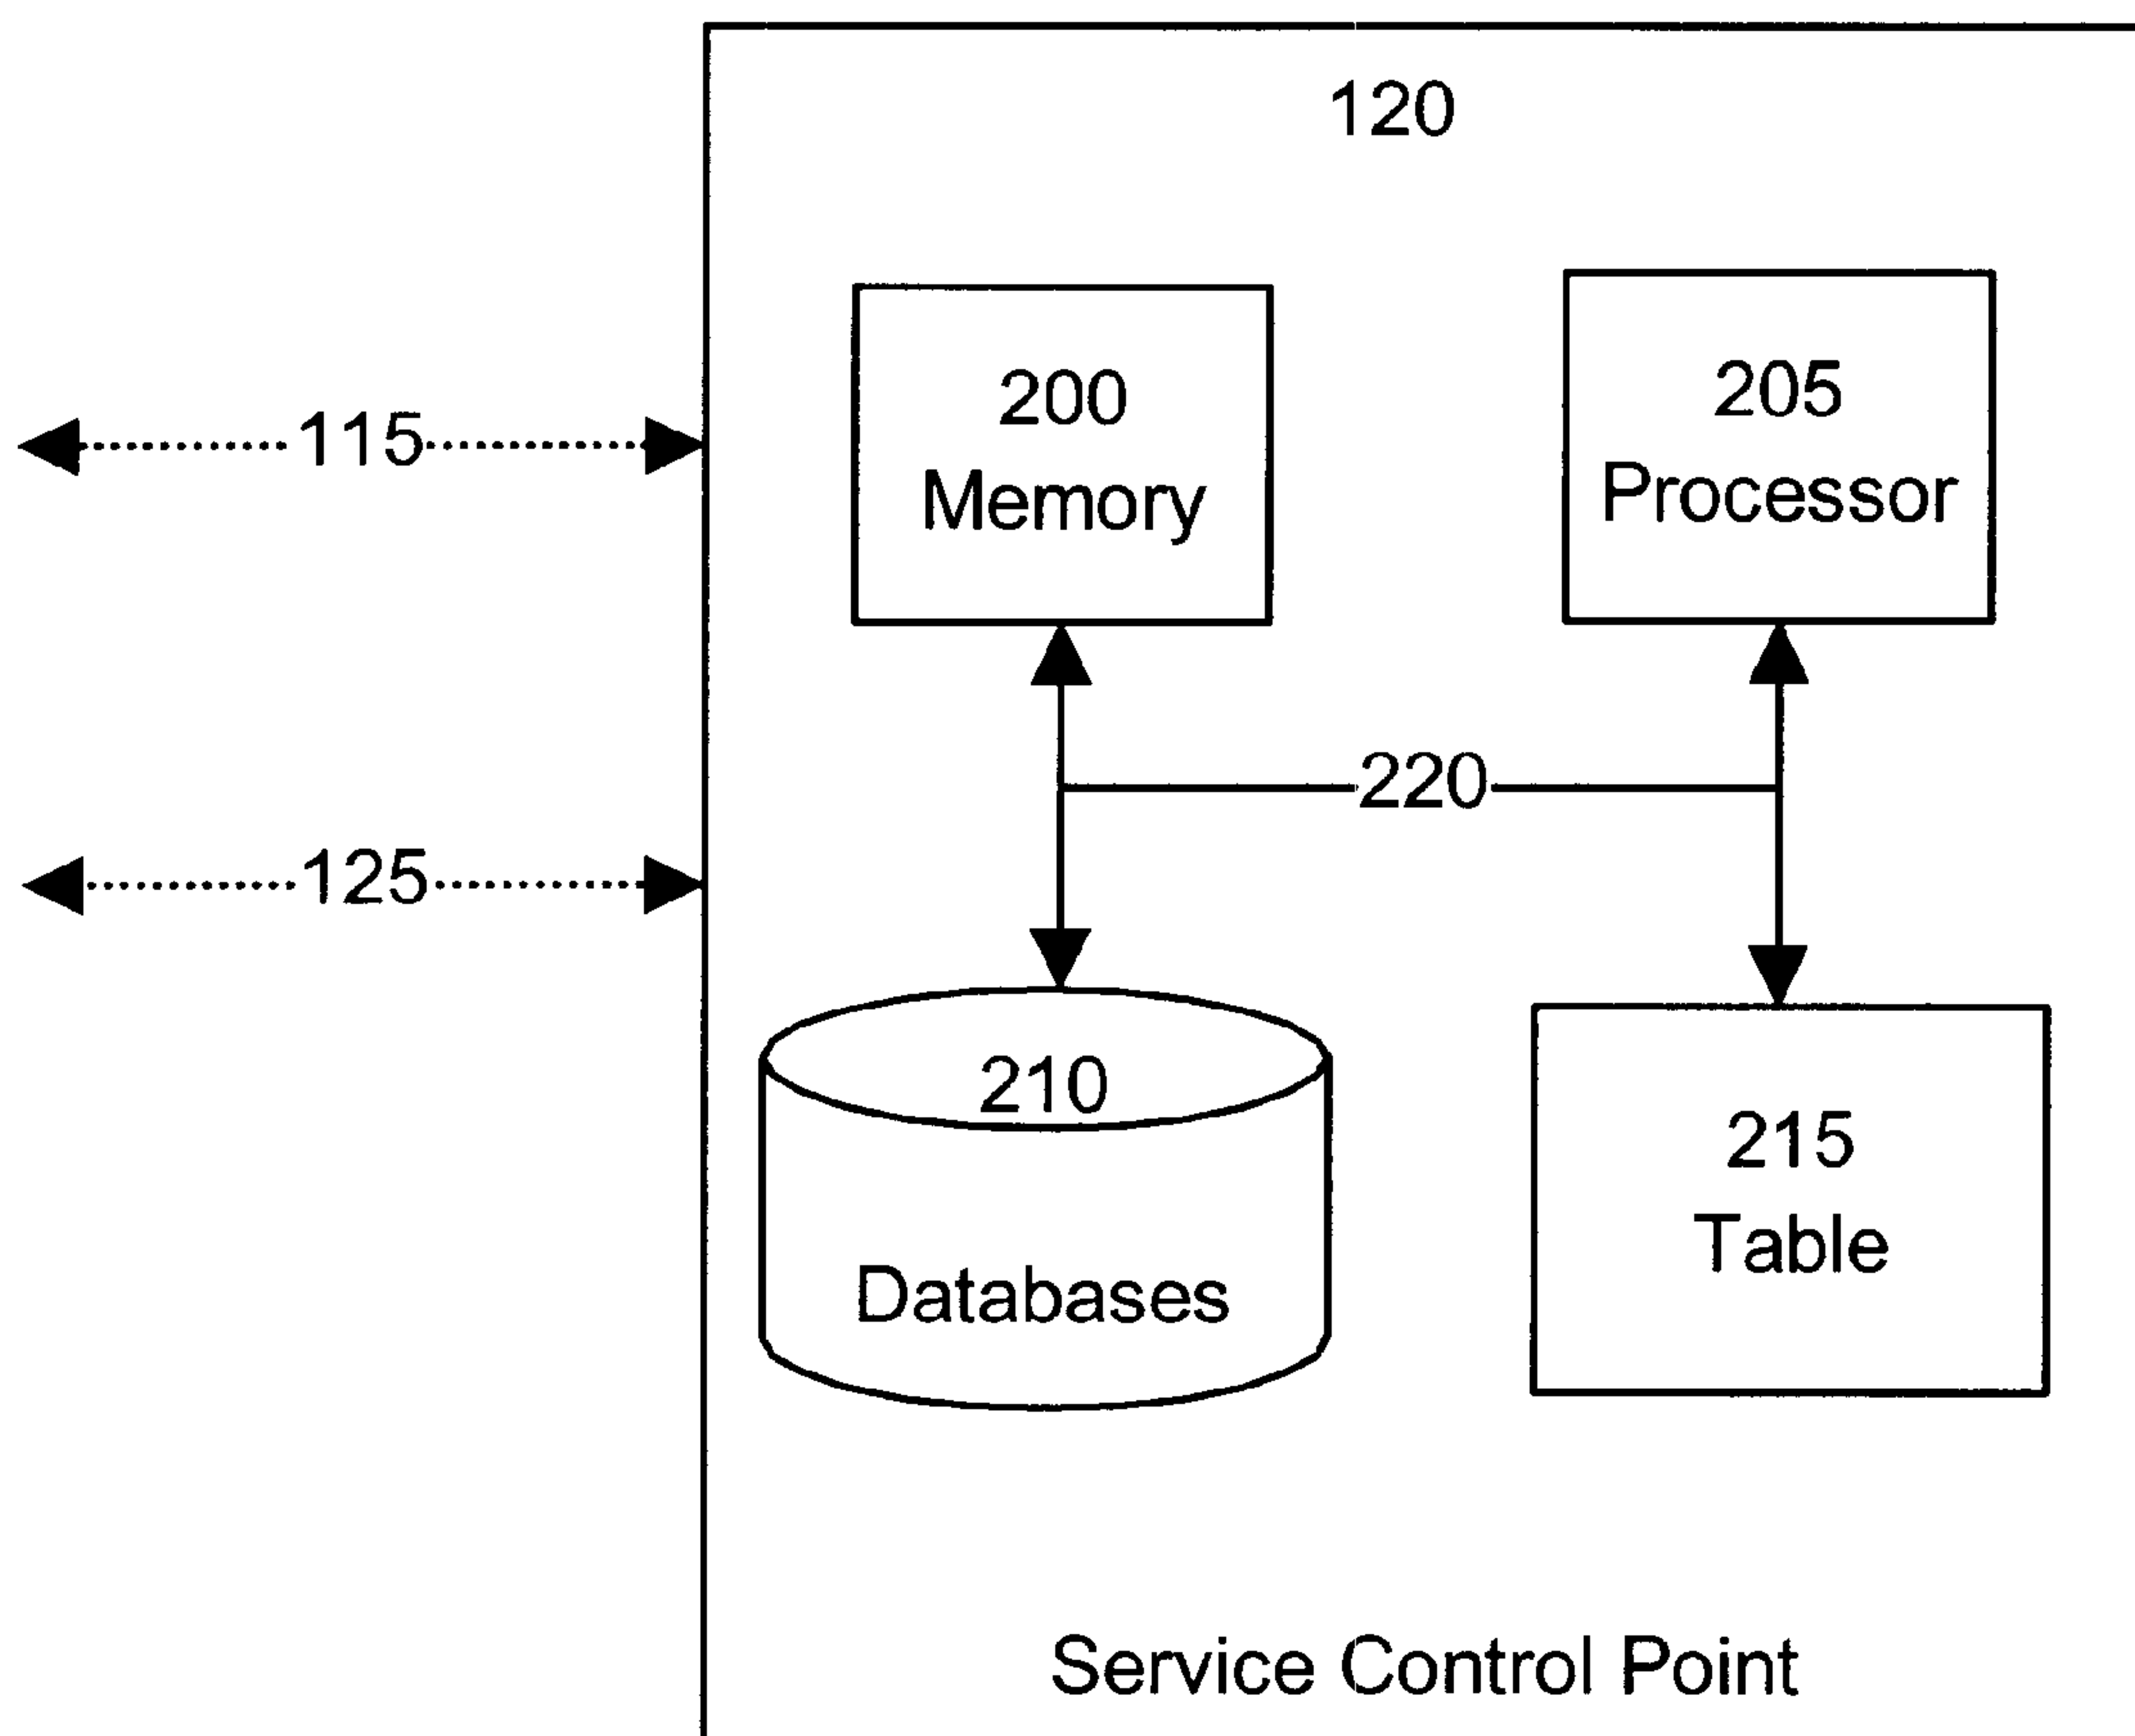 120
200
Memory
205
Processor
115
220
125
210
Databases
215
Table
Service Control Point